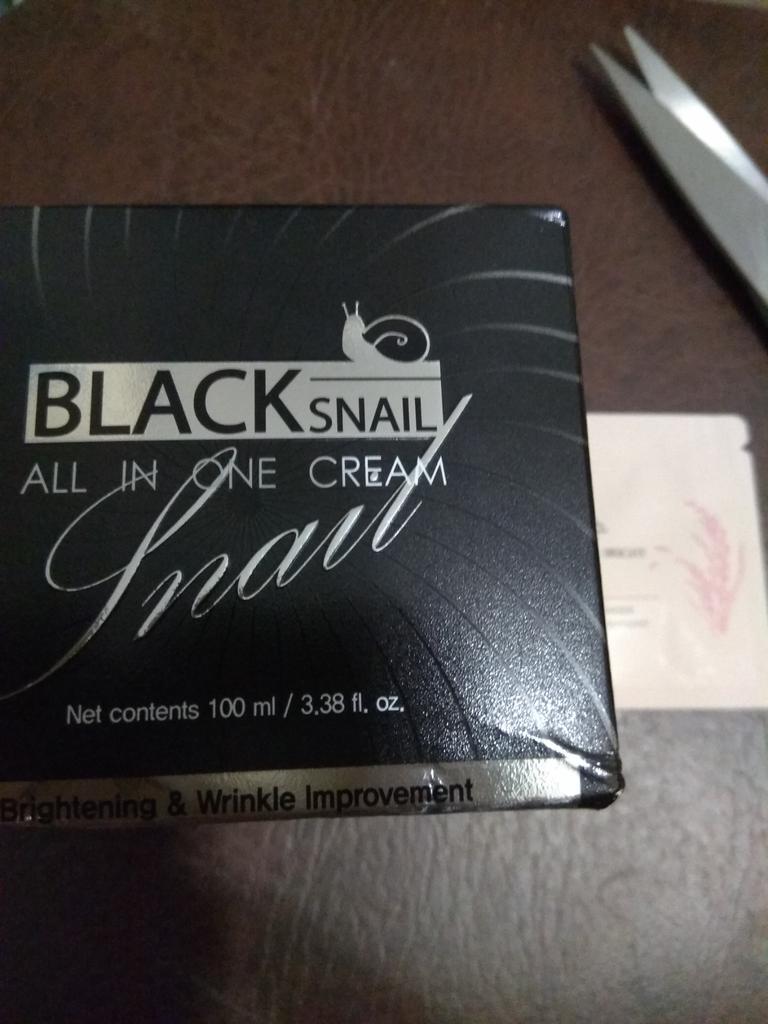 BLACK SNAIL
ALL IN ONE CREAM
Snail
Net contents 100 ml / 3.38 fl. oz.
Brightening & Wrinkle Improvement